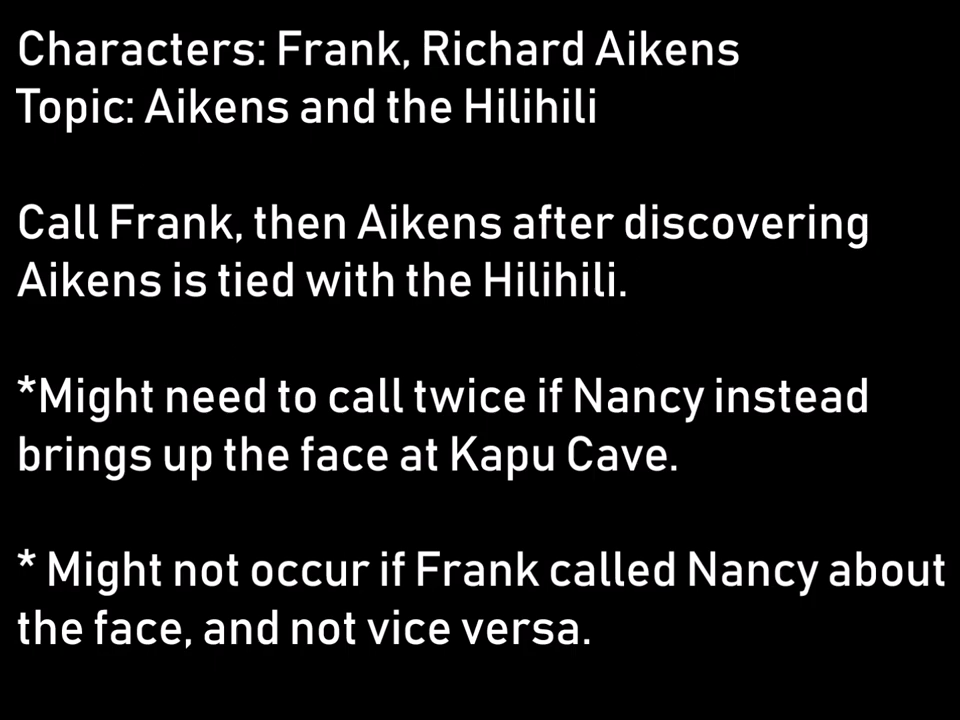 Characters: Frank, Richard Aikens
Topic: Aikens and the Hilihili
Call Frank, then Aikens after discovering
Aikens is tied with the Hilihili.
*Might need to call twice if Nancy instead
brings up the face at Kapu Cave.
* Might not occur if Frank called Nancy about
the face, and not vice versa.